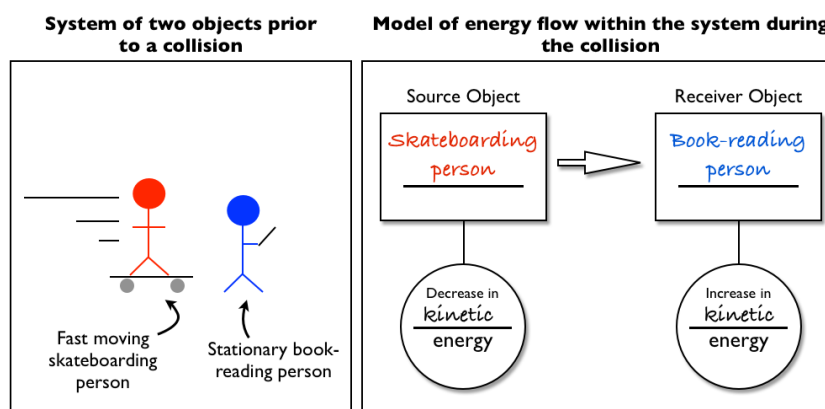 System of two objects prior
to a collision
Model of energy flow within the system during
the collision
Fast moving
skateboarding
person
Stationary book-
reading person
Source Object
Skateboarding
person
Receiver Object
Book-reading
person
Decrease in
kinetic
energy
Increase in
kinetic
energy